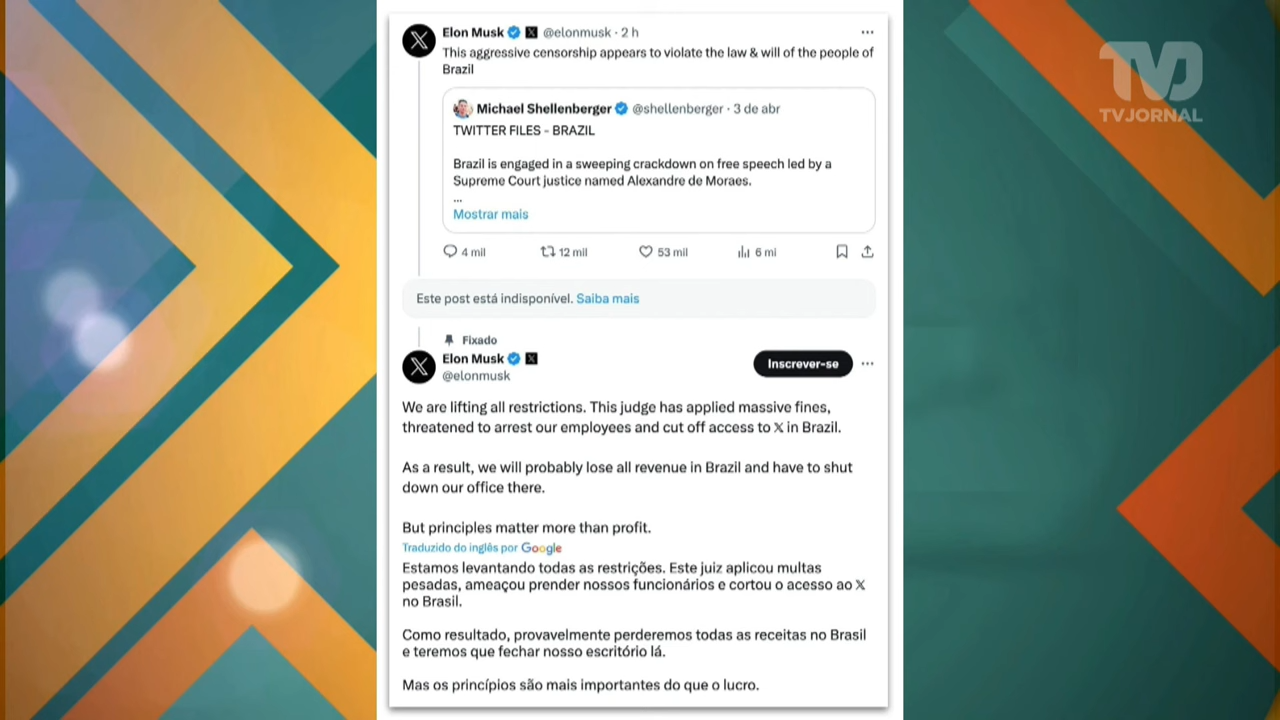 Elon Musk @elonmusk · 2 h
This aggressive censorship appears to violate the law & will of the people of
Brazil
Michael Shellenberger @shellenberger · 3 de abr
TWITTER FILES - BRAZIL
Brazil is engaged in a sweeping crackdown on free speech led by a
Supreme Court justice named Alexandre de Moraes.
...
Mostrar mais
4 mil 12 mil 53 mil 6 mi
Este post está indisponível. Saiba mais
Fixado
Elon Musk
@elonmusk
Inscrever-se
We are lifting all restrictions. This judge has applied massive fines,
threatened to arrest our employees and cut off access to 𝕏 in Brazil.
As a result, we will probably lose all revenue in Brazil and have to shut
down our office there.
But principles matter more than profit.
Traduzido do inglês por Google
Estamos levantando todas as restrições. Este juiz aplicou multas
pesadas, ameaçou prender nossos funcionários e cortou o acesso ao 𝕏
no Brasil.
Como resultado, provavelmente perderemos todas as receitas no Brasil
e teremos que fechar nosso escritório lá.
Mas os princípios são mais importantes do que o lucro.
TVJ
TVJORNAL